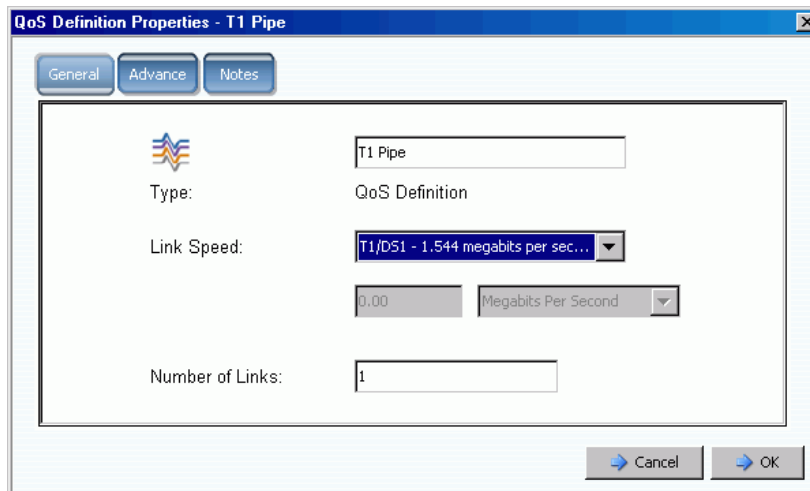 QoS Definition Properties - T1 Pipe
General Advance Notes
T1 Pipe
Type: QoS Definition
Link Speed: T1/DS1 - 1.544 megabits per sec...
0.00 Megabits Per Second
Number of Links: 1
Cancel OK